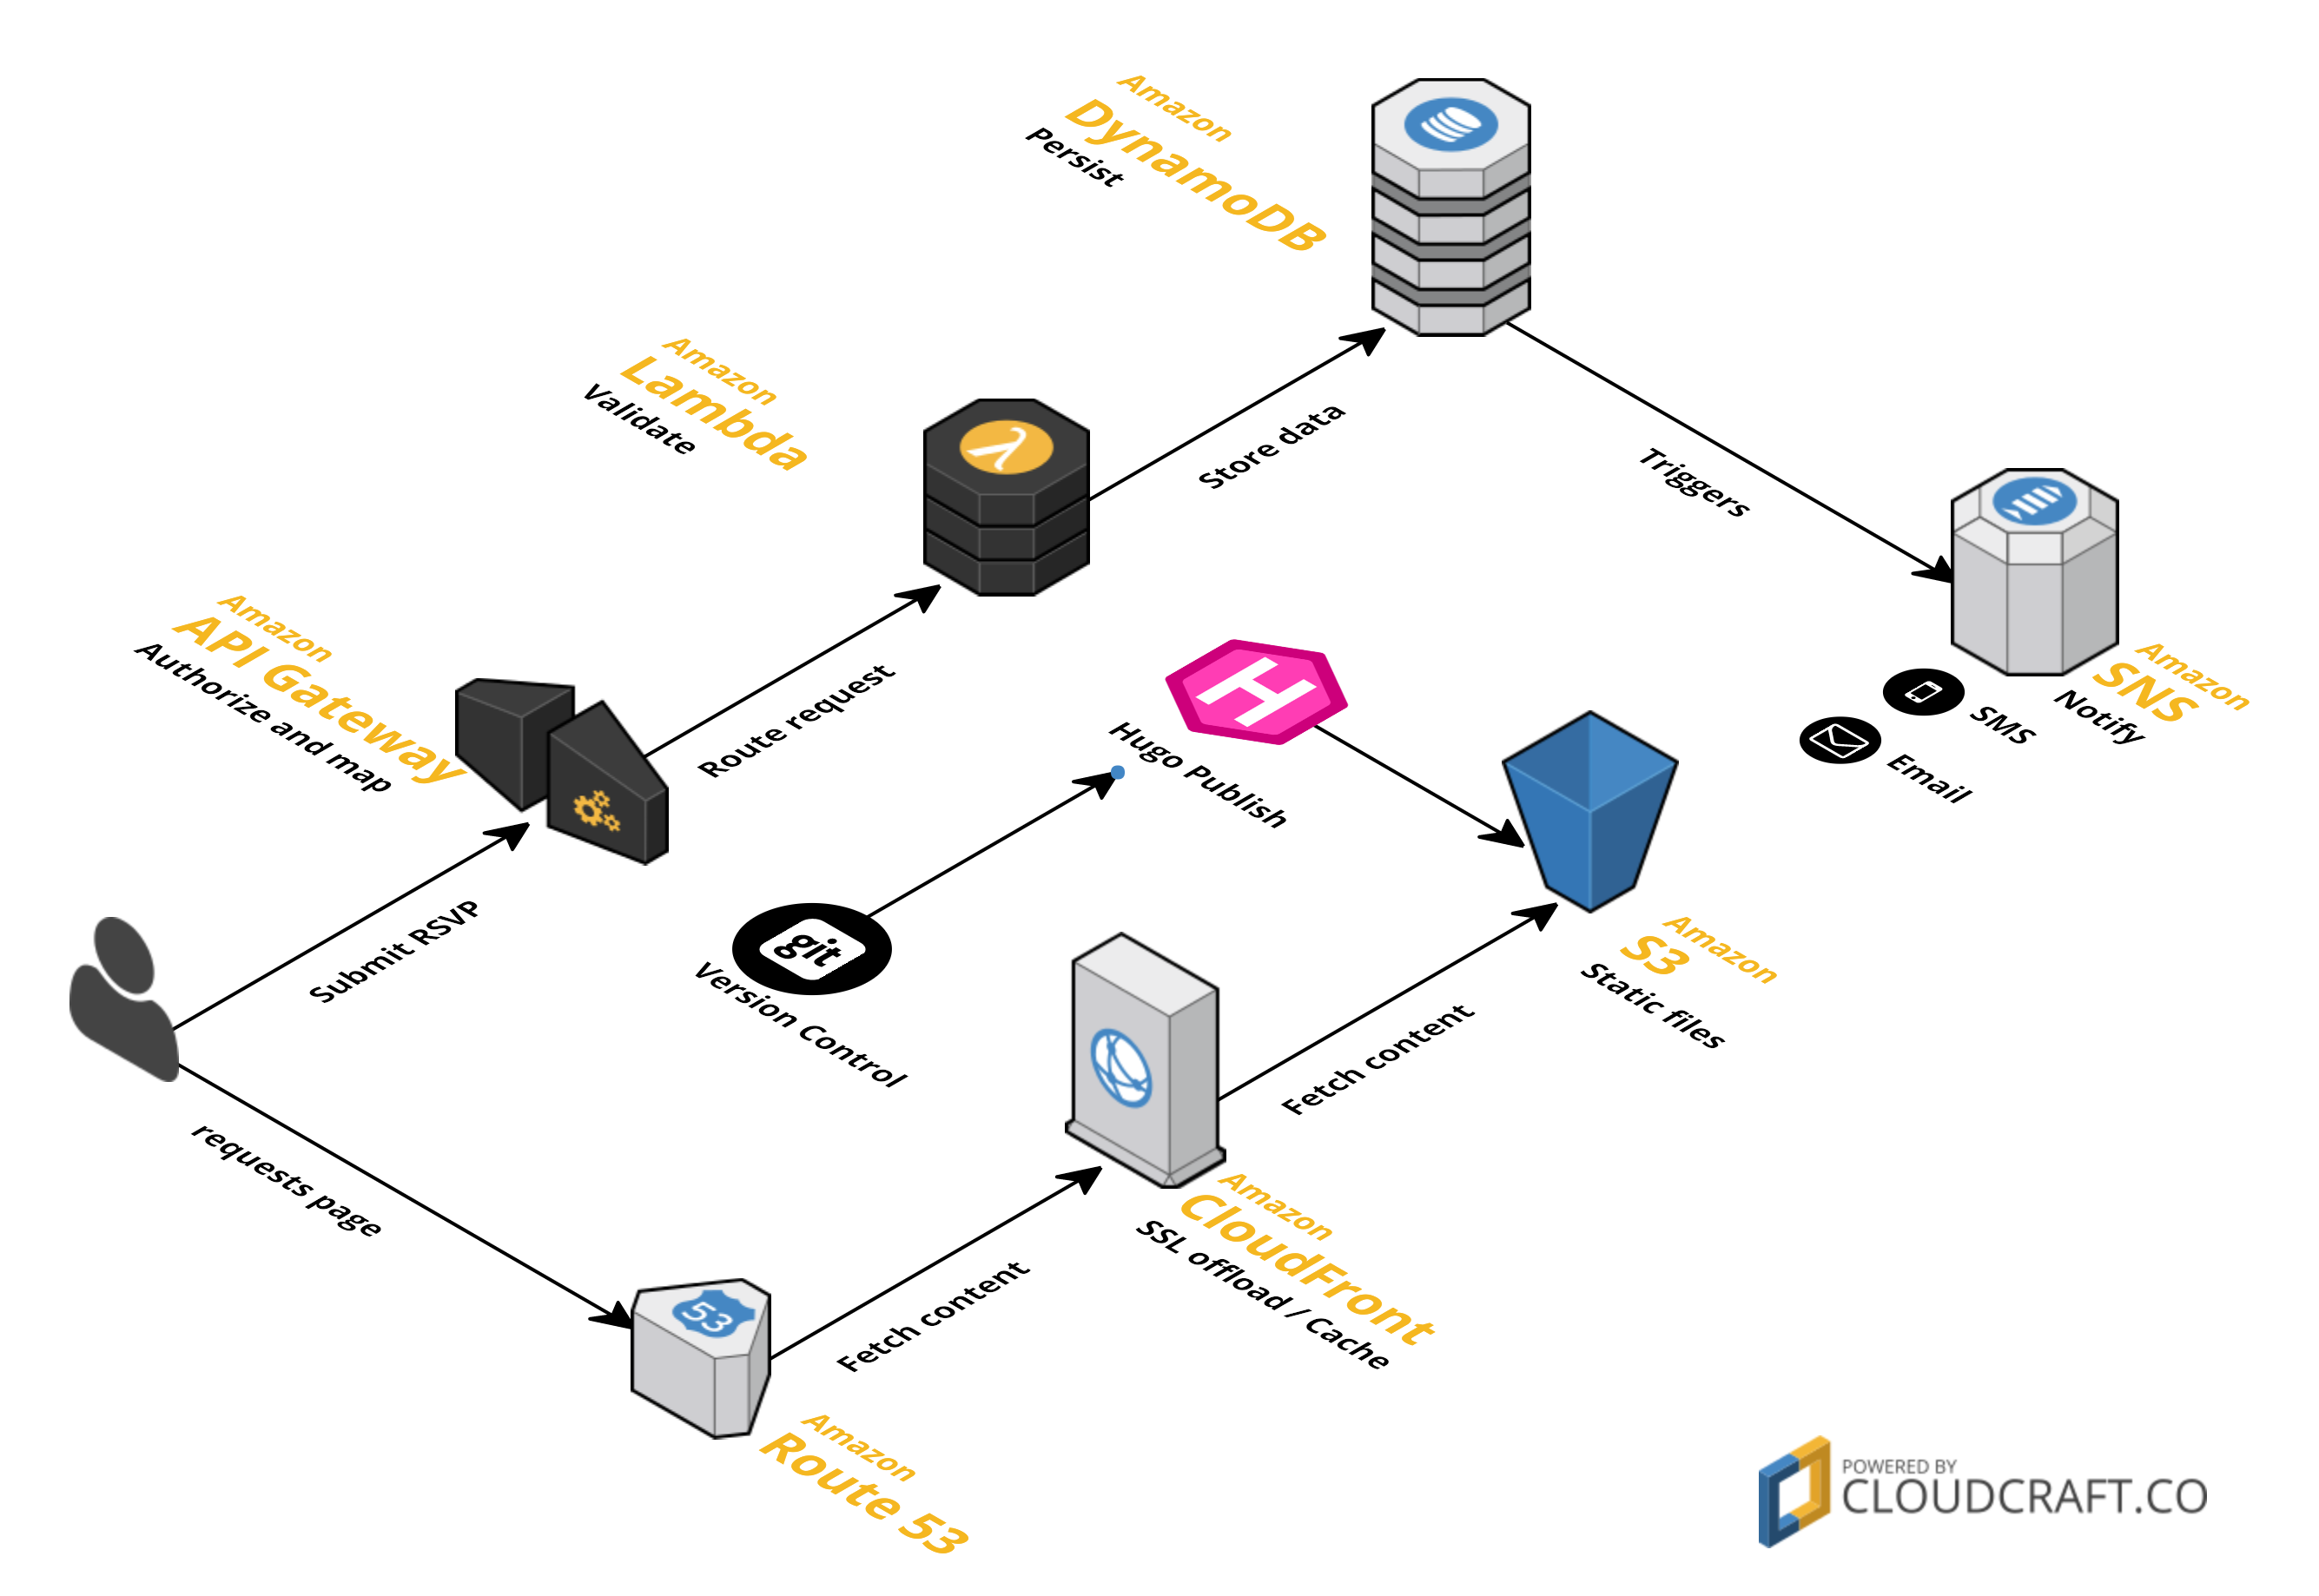 Amazon
DynamoDB
Persist
Amazon
Lambda
Validate
Store data
Triggers
Amazon
API Gateway
Authorize and map
Route request
Hugo Publish
Amazon
SNS
Notify
SMS
Email
Submit RSVP
git
Version Control
Amazon
S3
Static files
Fetch content
requests page
Amazon
CloudFront
SSL offload / Cache
Fetch content
53
Amazon
Route 53
POWERED BY
CLOUDCRAFT.CO